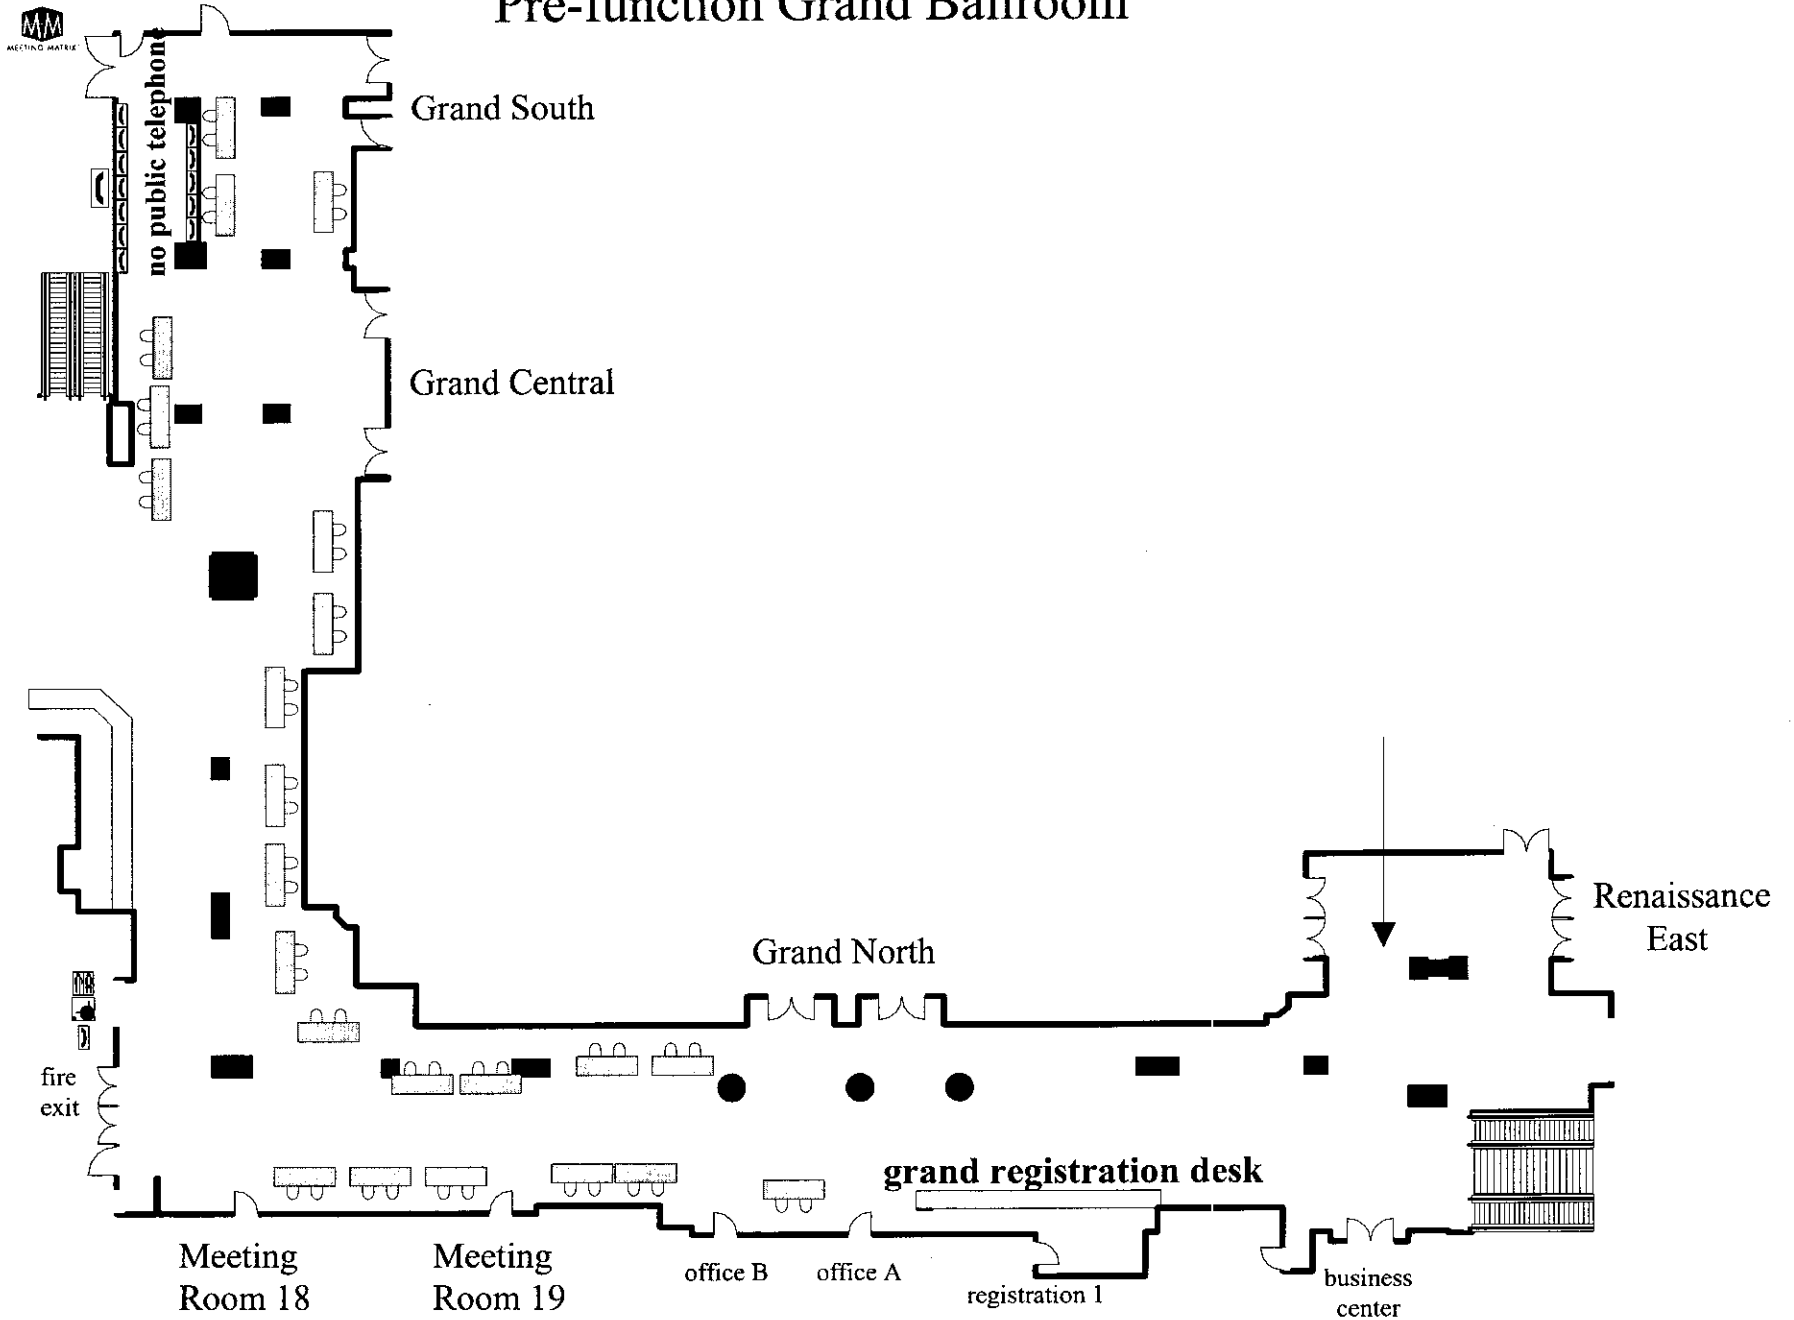 Pre-function Grand Ballroom
MM
MEETING MATRIX
no public telephone
Grand South
Grand Central
Grand North
Renaissance
East
fire
exit
grand registration desk
Meeting
Room 18
Meeting
Room 19
office B
office A
registration 1
business
center